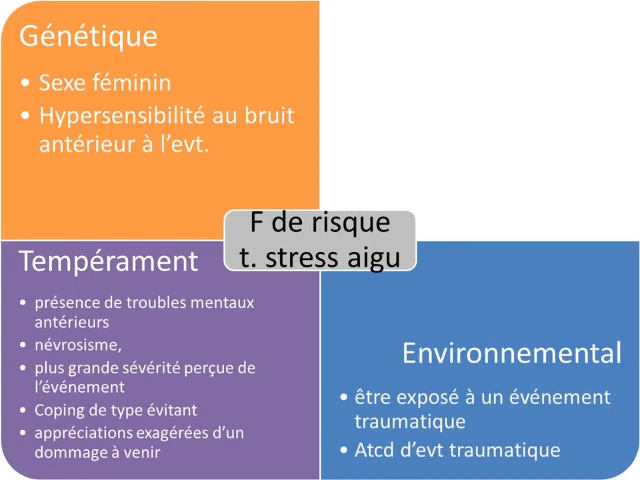 Génétique
• Sexe féminin
• Hypersensibilité au bruit
antérieur à l’evt.
F de risque
t. stress aigu
Tempérament
• présence de troubles mentaux
antérieurs
• névrosisme,
• plus grande sévérité perçue de
l’événement
• Coping de type évitant
• appréciations exagérées d’un
dommage à venir
Environnemental
• être exposé à un événement
traumatique
• Atcd d’evt traumatique